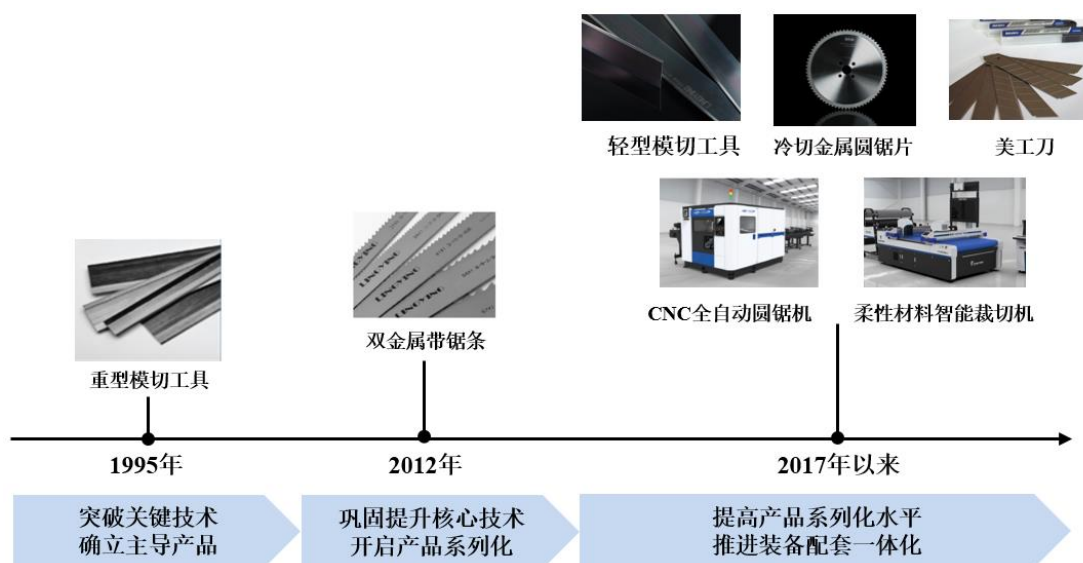 轻型模切工具
冷切金属圆锯片
美工刀
CNC全自动圆锯机
柔性材料智能裁切机
双金属带锯条
重型模切工具
1995年
2012年
2017年以来
突破关键技术
确立主导产品
巩固提升核心技术
开启产品系列化
提高产品系列化水平
推进装备配套一体化